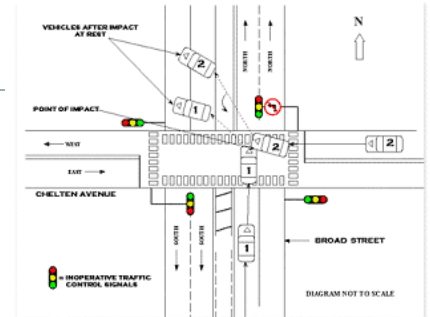 VEHICLES AFTER IMPACT
AT REST
N
NORTH
NORTH
2
1
POINT OF IMPACT
2
2
WEST
1
EAST
CHELTEN AVENUE
SOUTH
SOUTH
1
BROAD STREET
= INOPERATIVE TRAFFIC
CONTROL SIGNALS
DIAGRAM NOT TO SCALE